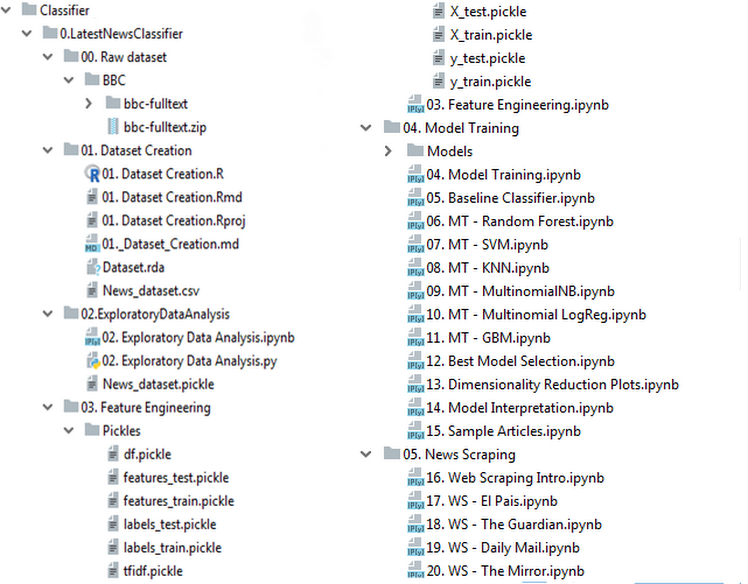 Classifier
0.LatestNewsClassifier
00. Raw dataset
BBC
bbc-fulltext
bbc-fulltext.zip
01. Dataset Creation
01. Dataset Creation.R
01. Dataset Creation.Rmd
01. Dataset Creation.Rproj
01._Dataset_Creation.md
Dataset.rda
News_dataset.csv
02.ExploratoryDataAnalysis
02. Exploratory Data Analysis.ipynb
02. Exploratory Data Analysis.py
News_dataset.pickle
03. Feature Engineering
Pickles
df.pickle
features_test.pickle
features_train.pickle
labels_test.pickle
labels_train.pickle
tfidf.pickle
X_test.pickle
X_train.pickle
y_test.pickle
y_train.pickle
03. Feature Engineering.ipynb
04. Model Training
Models
04. Model Training.ipynb
05. Baseline Classifier.ipynb
06. MT - Random Forest.ipynb
07. MT - SVM.ipynb
08. MT - KNN.ipynb
09. MT - MultinomialNB.ipynb
10. MT - Multinomial LogReg.ipynb
11. MT - GBM.ipynb
12. Best Model Selection.ipynb
13. Dimensionality Reduction Plots.ipynb
14. Model Interpretation.ipynb
15. Sample Articles.ipynb
05. News Scraping
16. Web Scraping Intro.ipynb
17. WS - El Pais.ipynb
18. WS - The Guardian.ipynb
19. WS - Daily Mail.ipynb
20. WS - The Mirror.ipynb